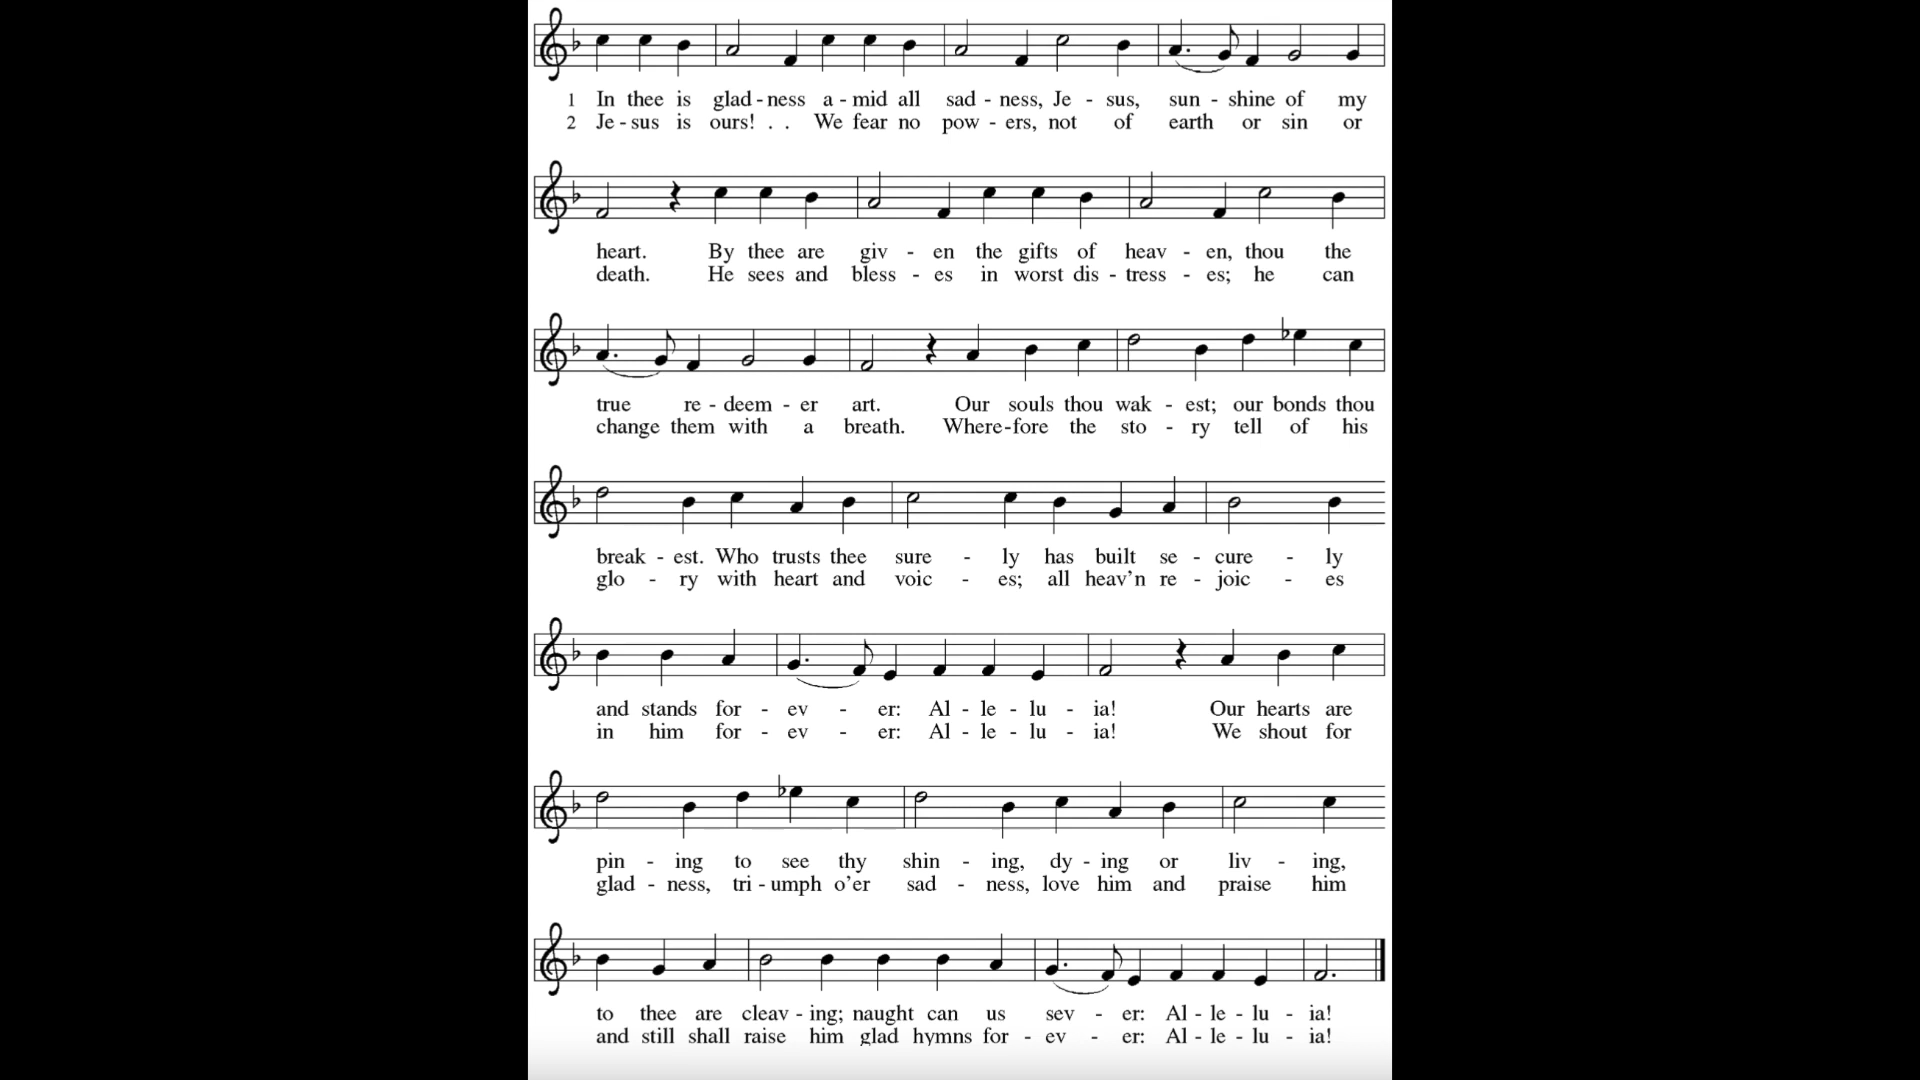 1 In thee is glad - ness a - mid all sad - ness, Je - sus, sun - shine of my
2 Je - sus is ours! . . We fear no pow - ers, not of earth or sin or
heart. By thee are giv - en the gifts of heav - en, thou the
death. He sees and bless - es in worst dis - tress - es; he can
true re - deem - er art. Our souls thou wak - est; our bonds thou
change them with a breath. Where - fore the sto - ry tell of his
break - est. Who trusts thee sure - ly has built se - cure - ly
glo - ry with heart and voic - es; all heav'n re - joic - es
and stands for - ev - er: Al - le - lu - ia! Our hearts are
in him for - ev - er: Al - le - lu - ia! We shout for
pin - ing to see thy shin - ing, dy - ing or liv - ing,
glad - ness, tri - umph o'er sad - ness, love him and praise him
to thee are cleav - ing; naught can us sev - er: Al - le - lu - ia!
and still shall raise him glad hymns for - ev - er: Al - le - lu - ia!